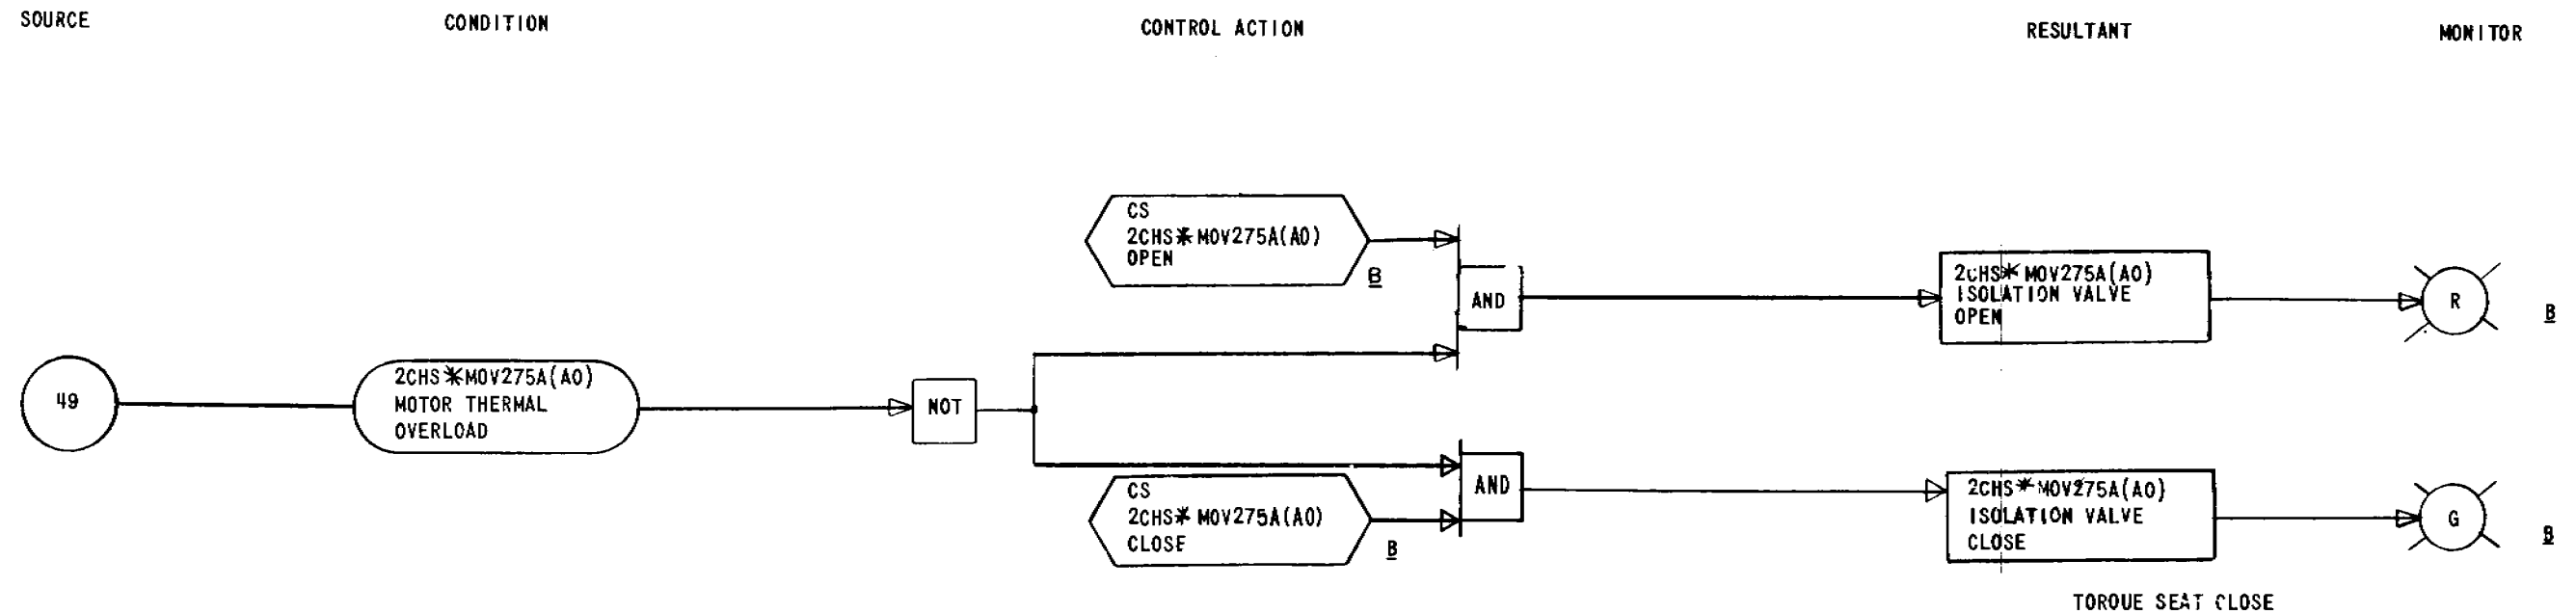 SOURCE
CONDITION
CONTROL ACTION
RESULTANT
MONITOR
CS
2CHS*MOV275A(AO)
OPEN
B
AND
2CHS*MOV275A(AO)
ISOLATION VALVE
OPEN
R
B
49
2CHS*MOV275A(AO)
MOTOR THERMAL
OVERLOAD
NOT
CS
2CHS*MOV275A(AO)
CLOSE
B
AND
2CHS*MOV275A(AO)
ISOLATION VALVE
CLOSE
G
B
TORQUE SEAT CLOSE